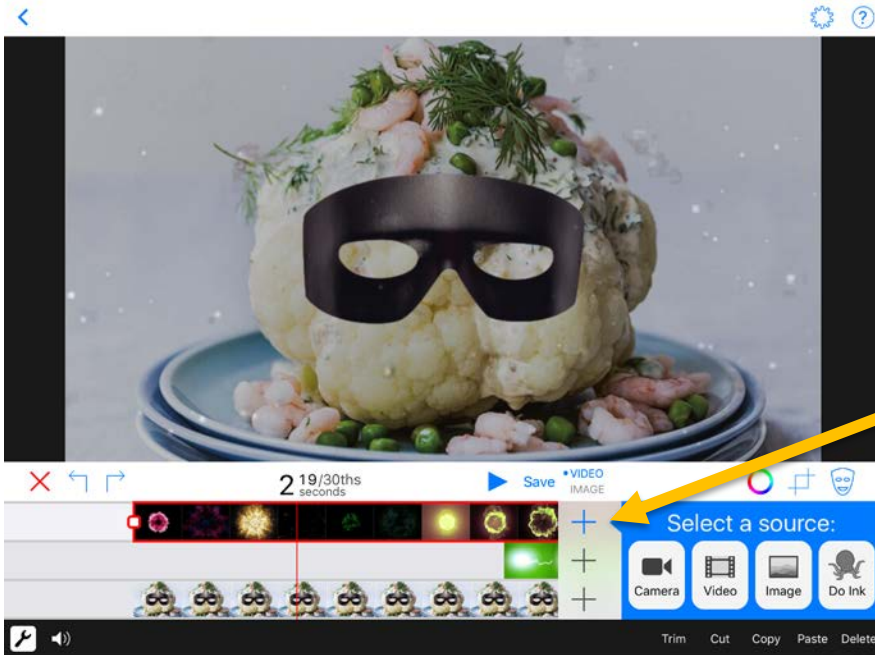 ?
2 19/30ths seconds
Save
•VIDEO
IMAGE
Select a source:
Camera
Video
Image
Do Ink
Trim
Cut
Copy
Paste
Delete